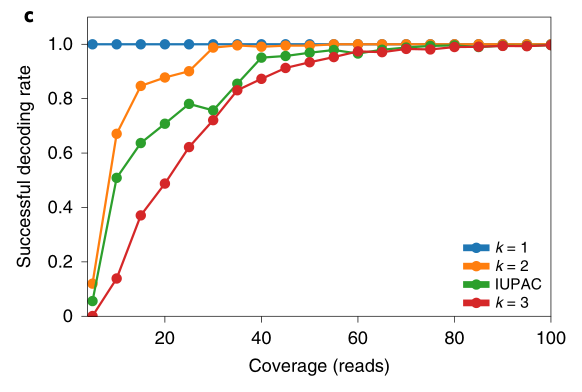 c
Successful decoding rate
1.0
0.8
0.6
0.4
0.2
0
20 40 60 80 100
Coverage (reads)
k = 1
k = 2
IUPAC
k = 3